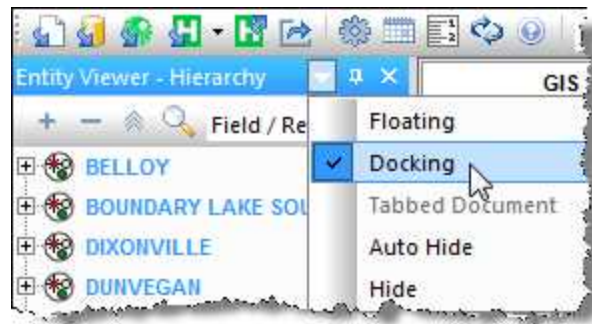 Entity Viewer - Hierarchy
GIS
Field / Re
Floating
BELLOY
Docking
BOUNDARY LAKE SOU
Tabbed Document
DIXONVILLE
Auto Hide
DUNVEGAN
Hide